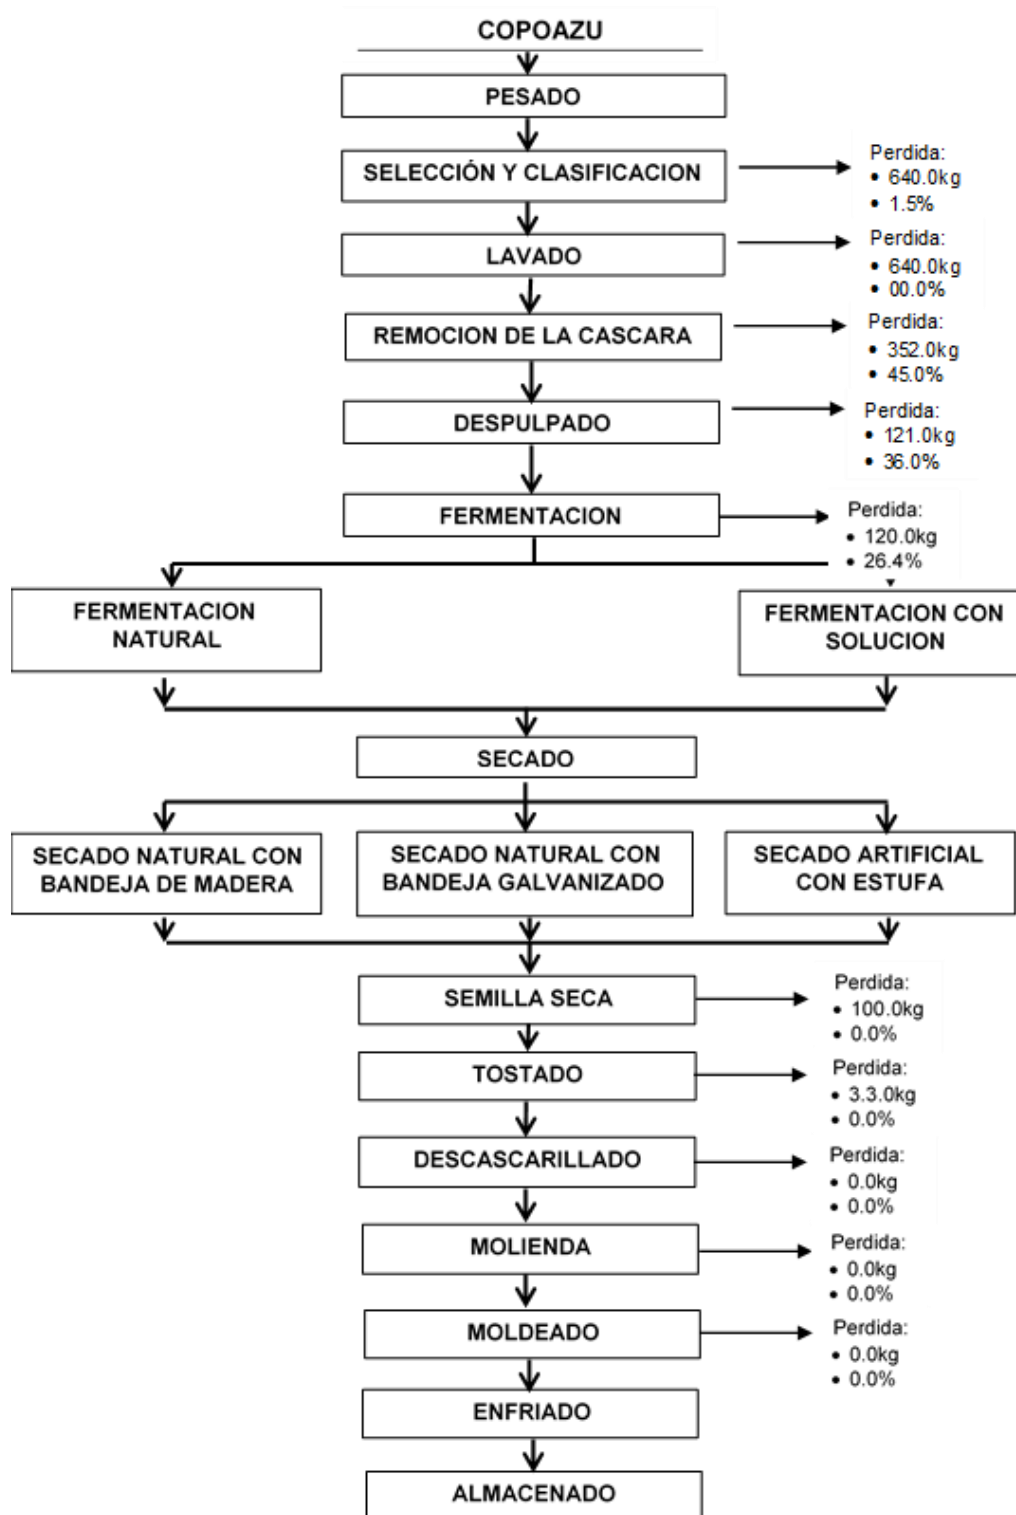 COPOAZU
PESADO
SELECCIÓN Y CLASIFICACION
Perdida:
• 640.0kg
• 1.5%
LAVADO
Perdida:
• 640.0kg
• 00.0%
REMOCION DE LA CASCARA
Perdida:
• 352.0kg
• 45.0%
DESPULPADO
Perdida:
• 121.0kg
• 36.0%
FERMENTACION
Perdida:
• 120.0kg
• 26.4%
FERMENTACION
NATURAL
FERMENTACION CON
SOLUCION
SECADO
SECADO NATURAL CON
BANDEJA DE MADERA
SECADO NATURAL CON
BANDEJA GALVANIZADO
SECADO ARTIFICIAL
CON ESTUFA
SEMILLA SECA
Perdida:
• 100.0kg
• 0.0%
TOSTADO
Perdida:
• 3.3.0kg
• 0.0%
DESCASCARILLADO
Perdida:
• 0.0kg
• 0.0%
MOLIENDA
Perdida:
• 0.0kg
• 0.0%
MOLDEADO
Perdida:
• 0.0kg
• 0.0%
ENFRIADO
ALMACENADO